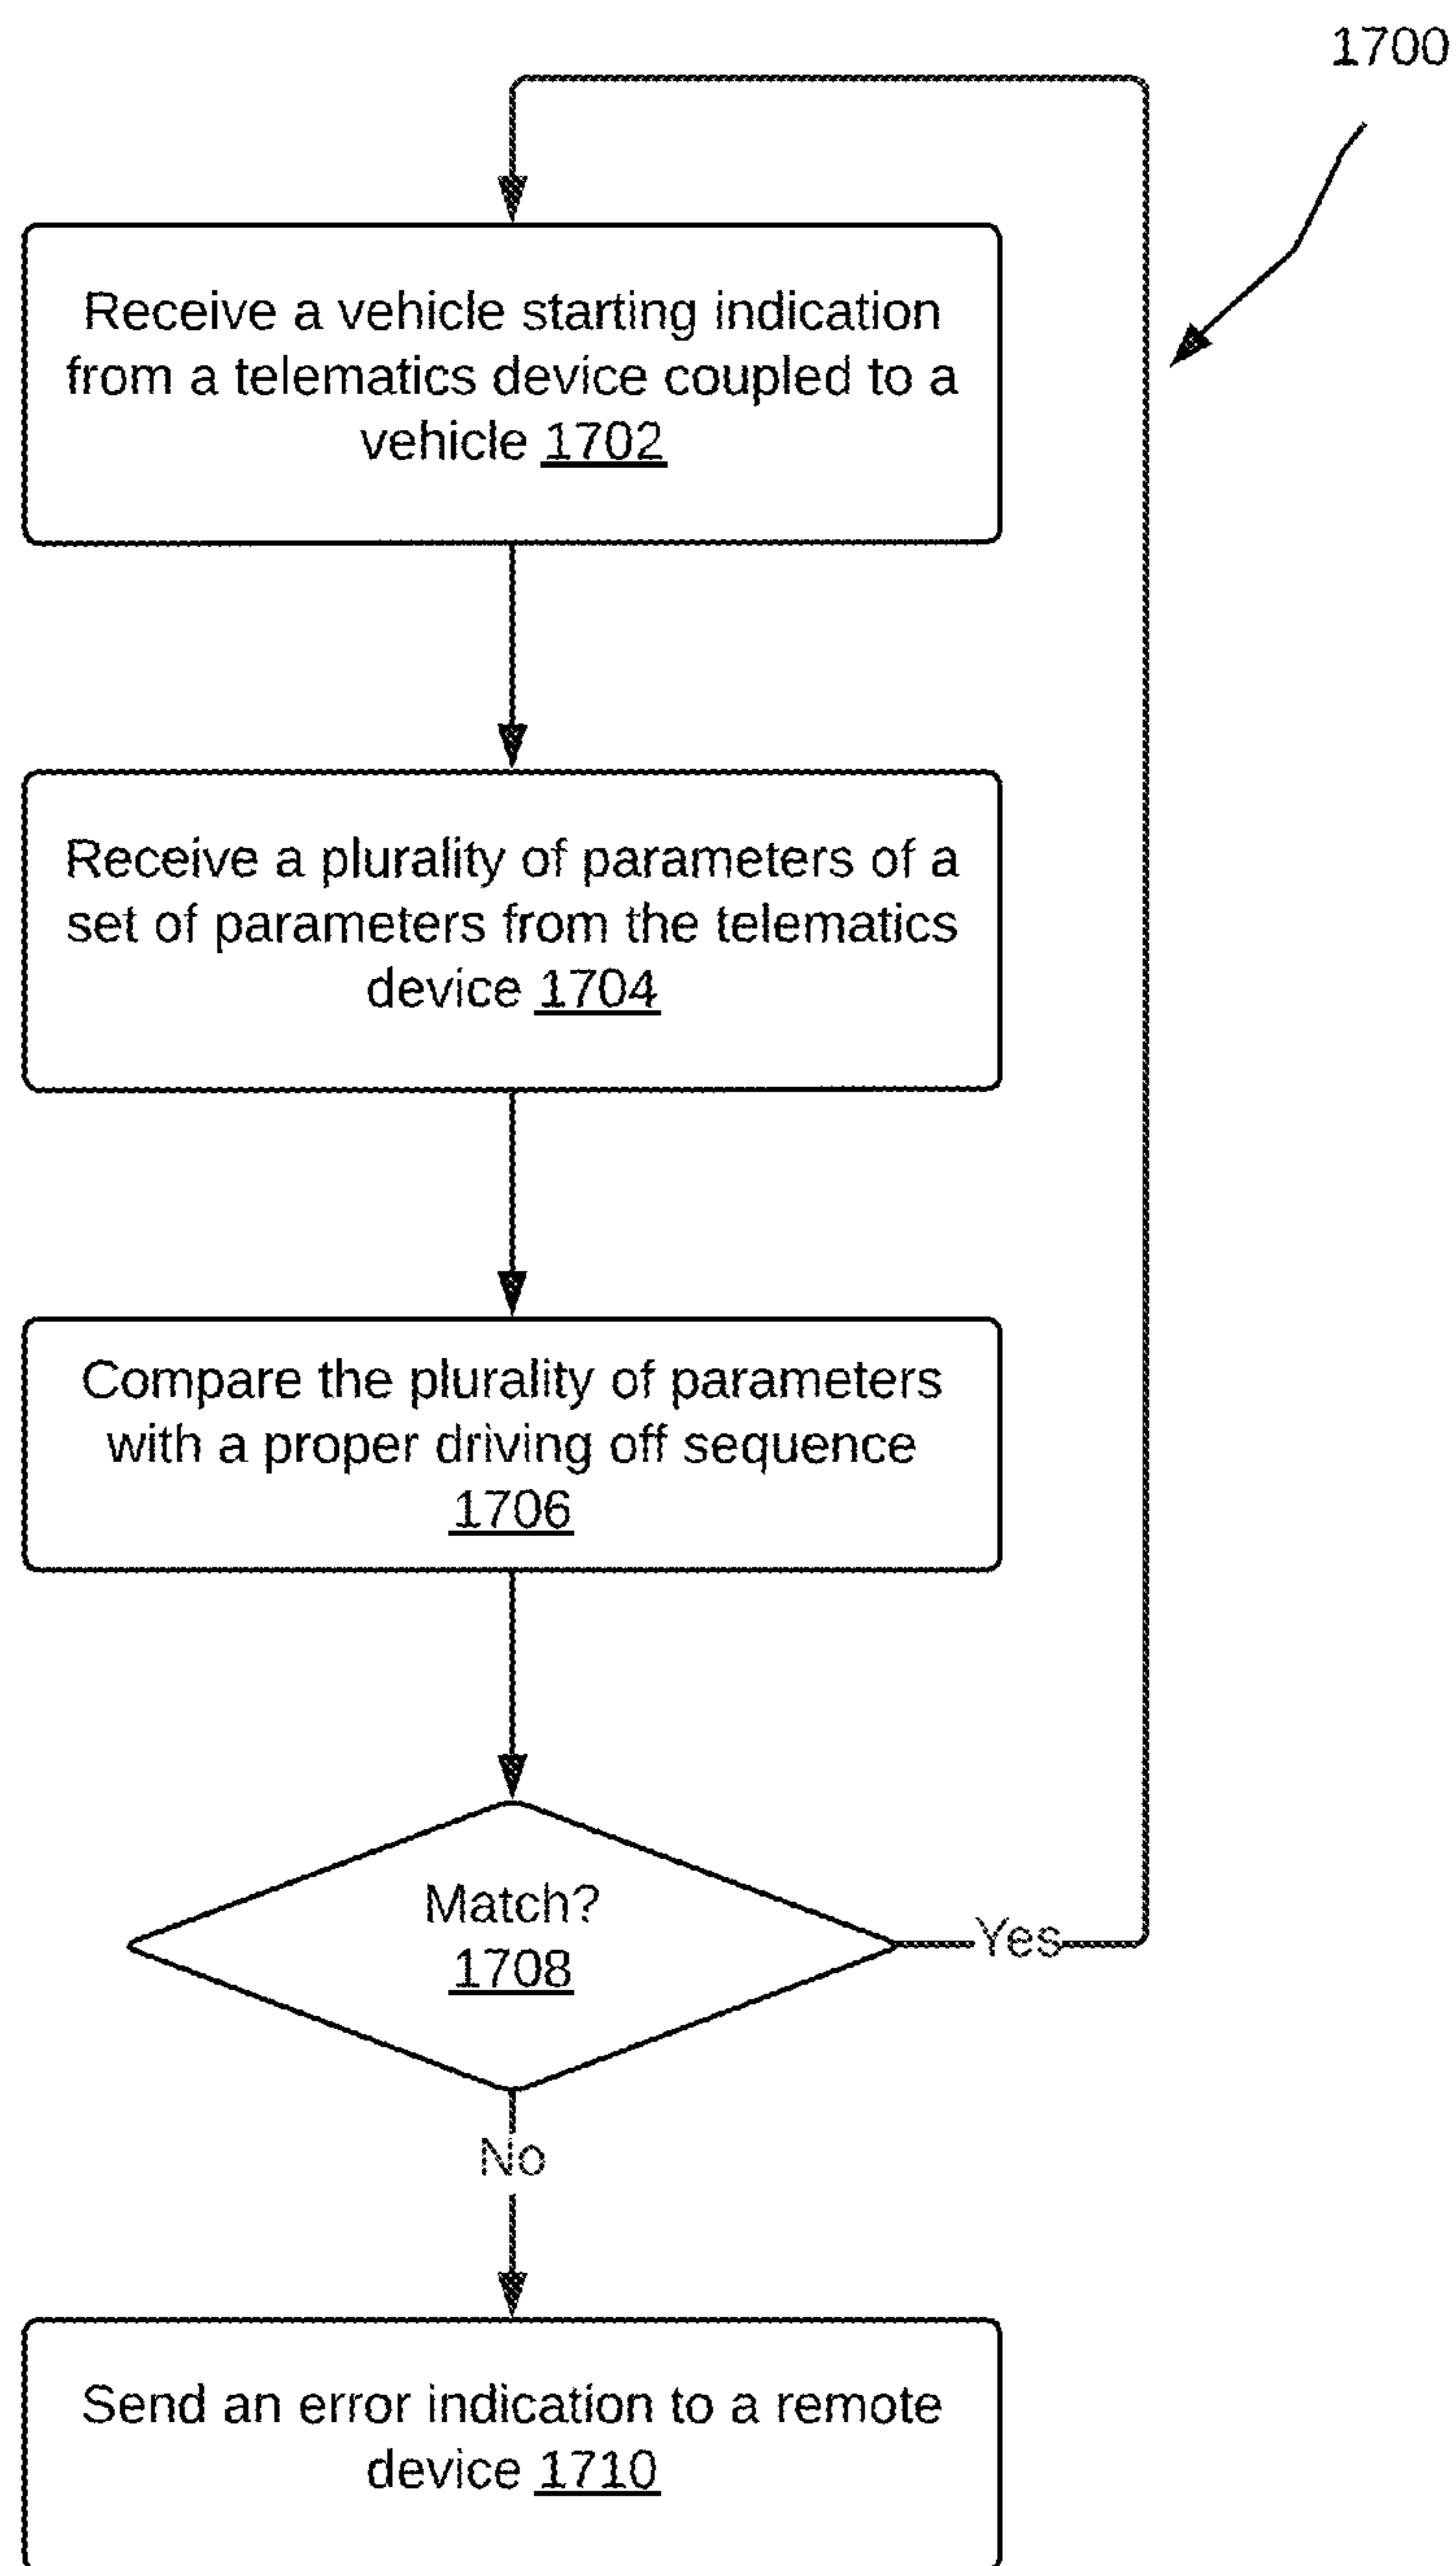 1700
Receive a vehicle starting indication
from a telematics device coupled to a
vehicle 1702
Receive a plurality of parameters of a
set of parameters from the telematics
device 1704
Compare the plurality of parameters
with a proper driving off sequence
1706
Match?
1708
Yes
No
Send an error indication to a remote
device 1710